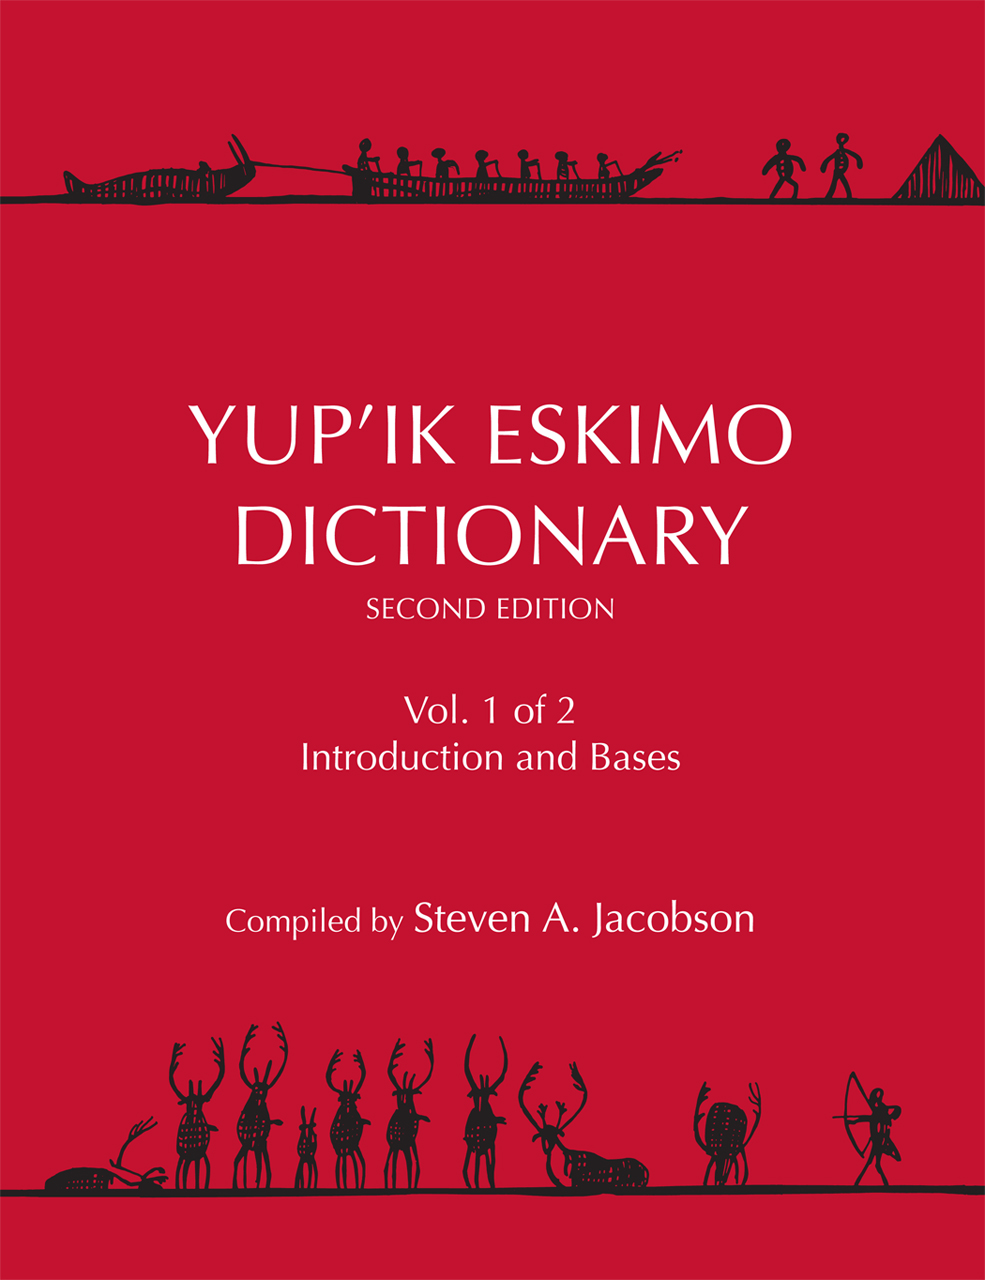 YUP’IK ESKIMO
DICTIONARY
SECOND EDITION
Vol. 1 of 2
Introduction and Bases
Compiled by Steven A. Jacobson